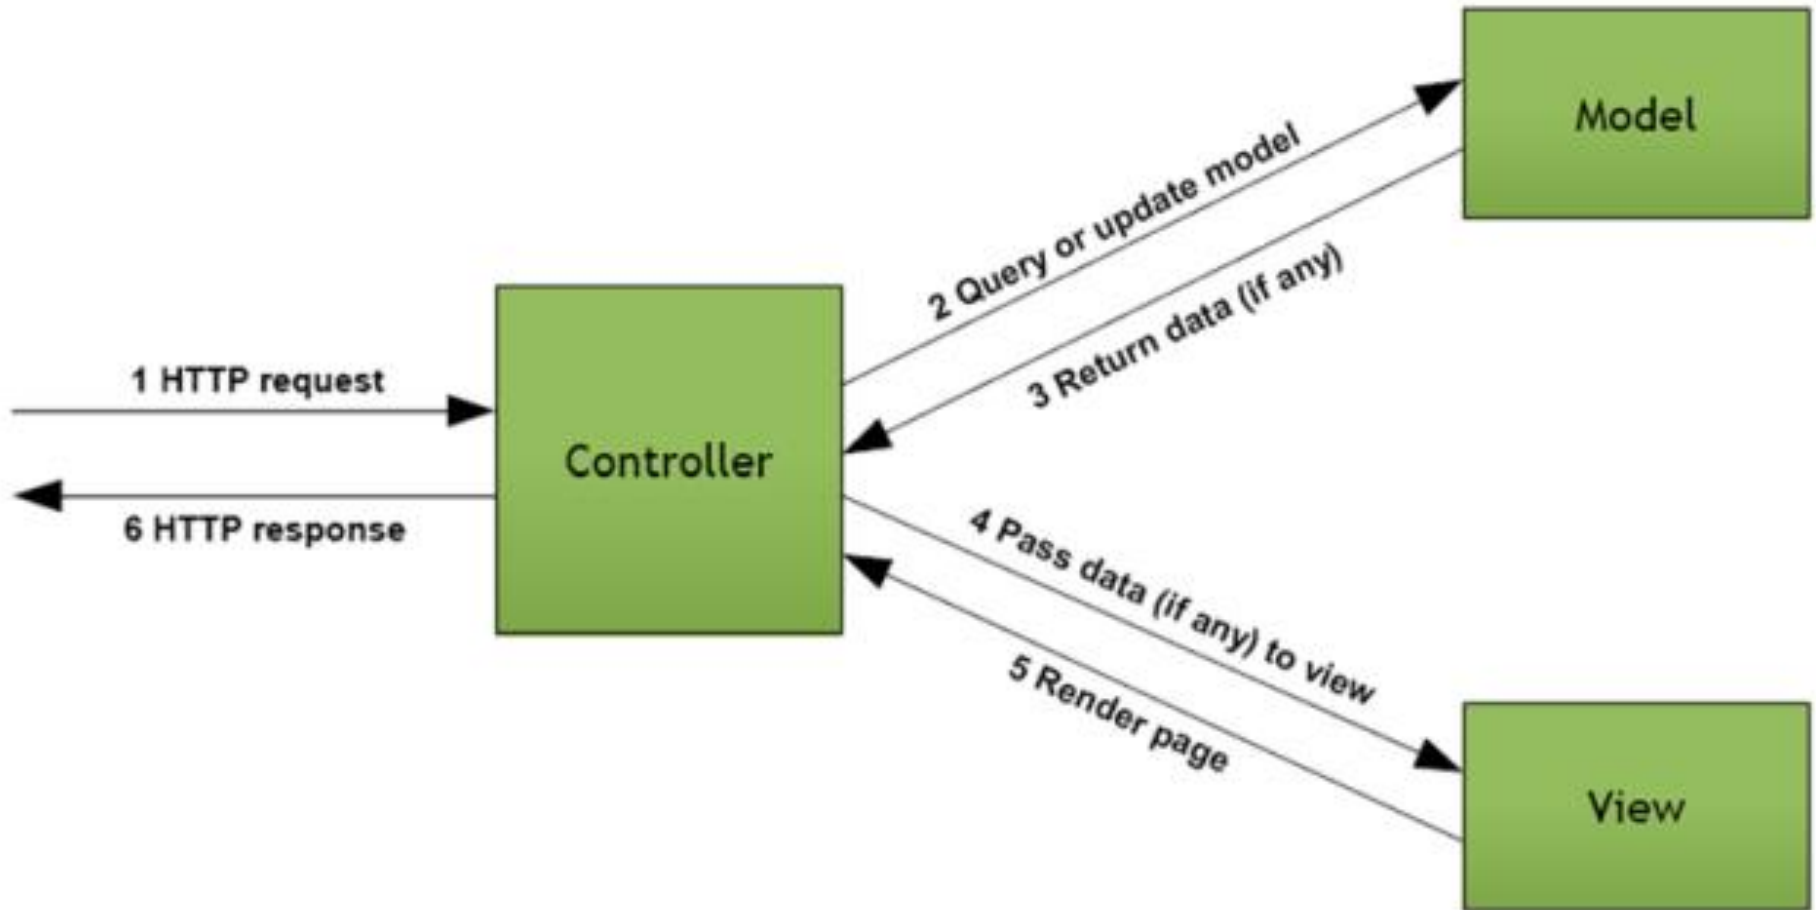 Model
2 Query or update model
3 Return data (if any)
1 HTTP request
Controller
6 HTTP response
4 Pass data (if any) to view
5 Render page
View